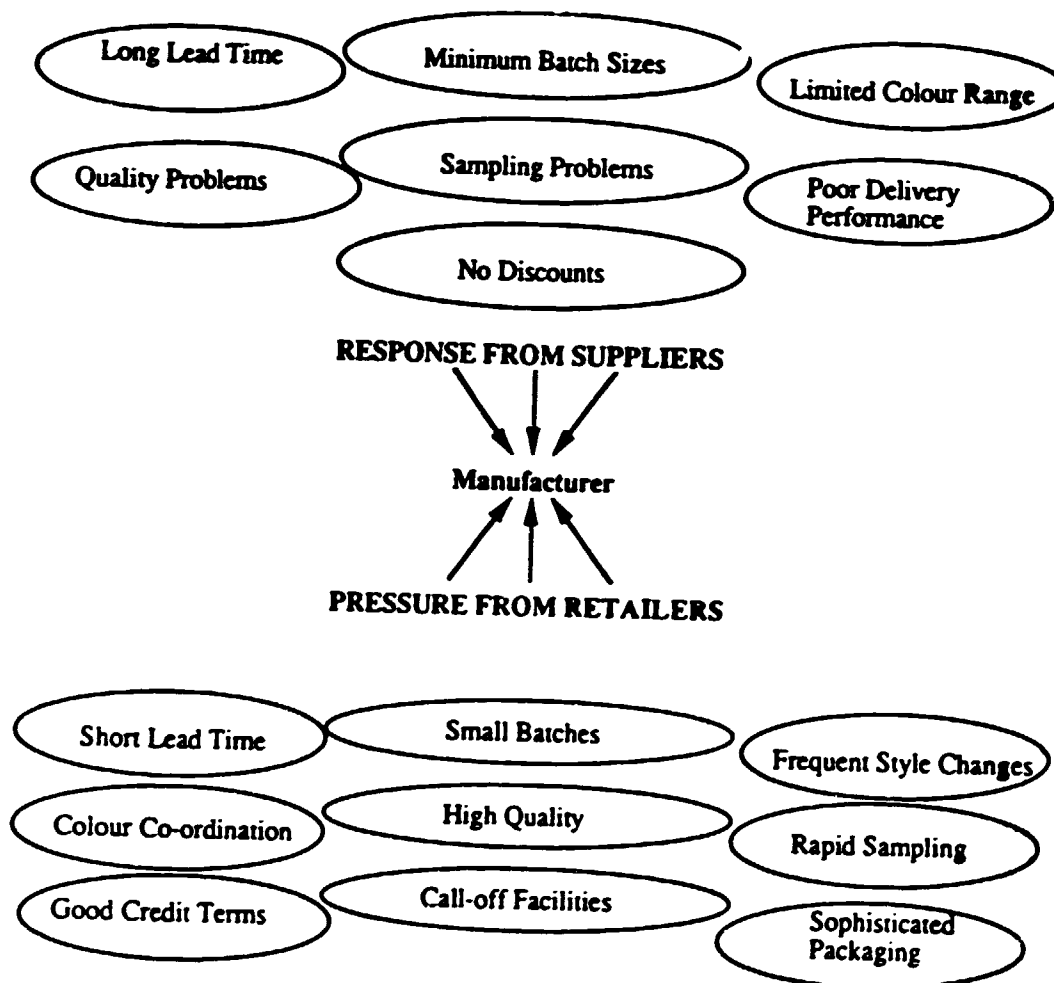 Long Lead Time
Minimum Batch Sizes
Limited Colour Range
Quality Problems
Sampling Problems
Poor Delivery
Performance
No Discounts
RESPONSE FROM SUPPLIERS
Manufacturer
PRESSURE FROM RETAILERS
Short Lead Time
Small Batches
Frequent Style Changes
Colour Co-ordination
High Quality
Rapid Sampling
Good Credit Terms
Call-off Facilities
Sophisticated
Packaging